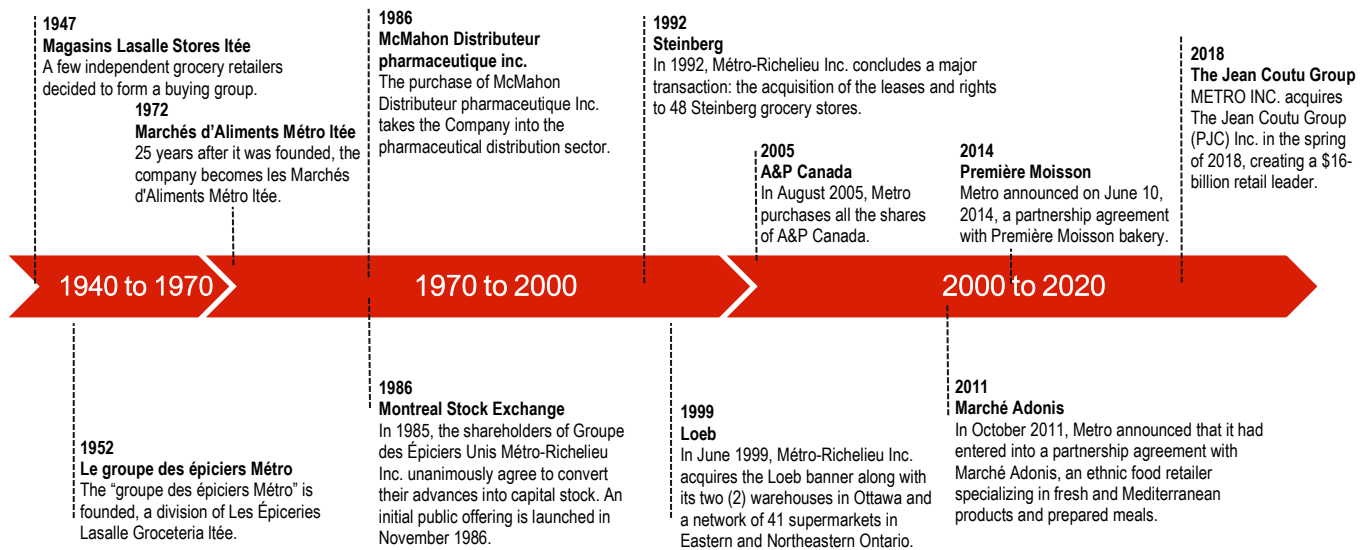 1947
Magasins Lasalle Stores ltée
A few independent grocery retailers
decided to form a buying group.
1972
Marchés d'Aliments Métro ltée
25 years after it was founded, the
company becomes les Marchés
d'Aliments Métro ltée.
1986
McMahon Distributeur
pharmaceutique inc.
The purchase of McMahon
Distributeur pharmaceutique Inc.
takes the Company into the
pharmaceutical distribution sector.
1992
Steinberg
In 1992, Métro-Richelieu Inc. concludes a major
transaction: the acquisition of the leases and rights
to 48 Steinberg grocery stores.
2005
A&P Canada
In August 2005, Metro
purchases all the shares
of A&P Canada.
2014
Première Moisson
Metro announced on June 10,
2014, a partnership agreement
with Première Moisson bakery.
2018
The Jean Coutu Group
METRO INC. acquires
The Jean Coutu Group
(PJC) Inc. in the spring
of 2018, creating a $16-
billion retail leader.
1940 to 1970
1970 to 2000
2000 to 2020
1952
Le groupe des épiciers Métro
The “groupe des épiciers Métro” is
founded, a division of Les Épiceries
Lasalle Groceteria ltée.
1986
Montreal Stock Exchange
In 1985, the shareholders of Groupe
des Épiciers Unis Métro-Richelieu
Inc. unanimously agree to convert
their advances into capital stock. An
initial public offering is launched in
November 1986.
1999
Loeb
In June 1999, Métro-Richelieu Inc.
acquires the Loeb banner along with
its two (2) warehouses in Ottawa and
a network of 41 supermarkets in
Eastern and Northeastern Ontario.
2011
Marché Adonis
In October 2011, Metro announced that it had
entered into a partnership agreement with
Marché Adonis, an ethnic food retailer
specializing in fresh and Mediterranean
products and prepared meals.